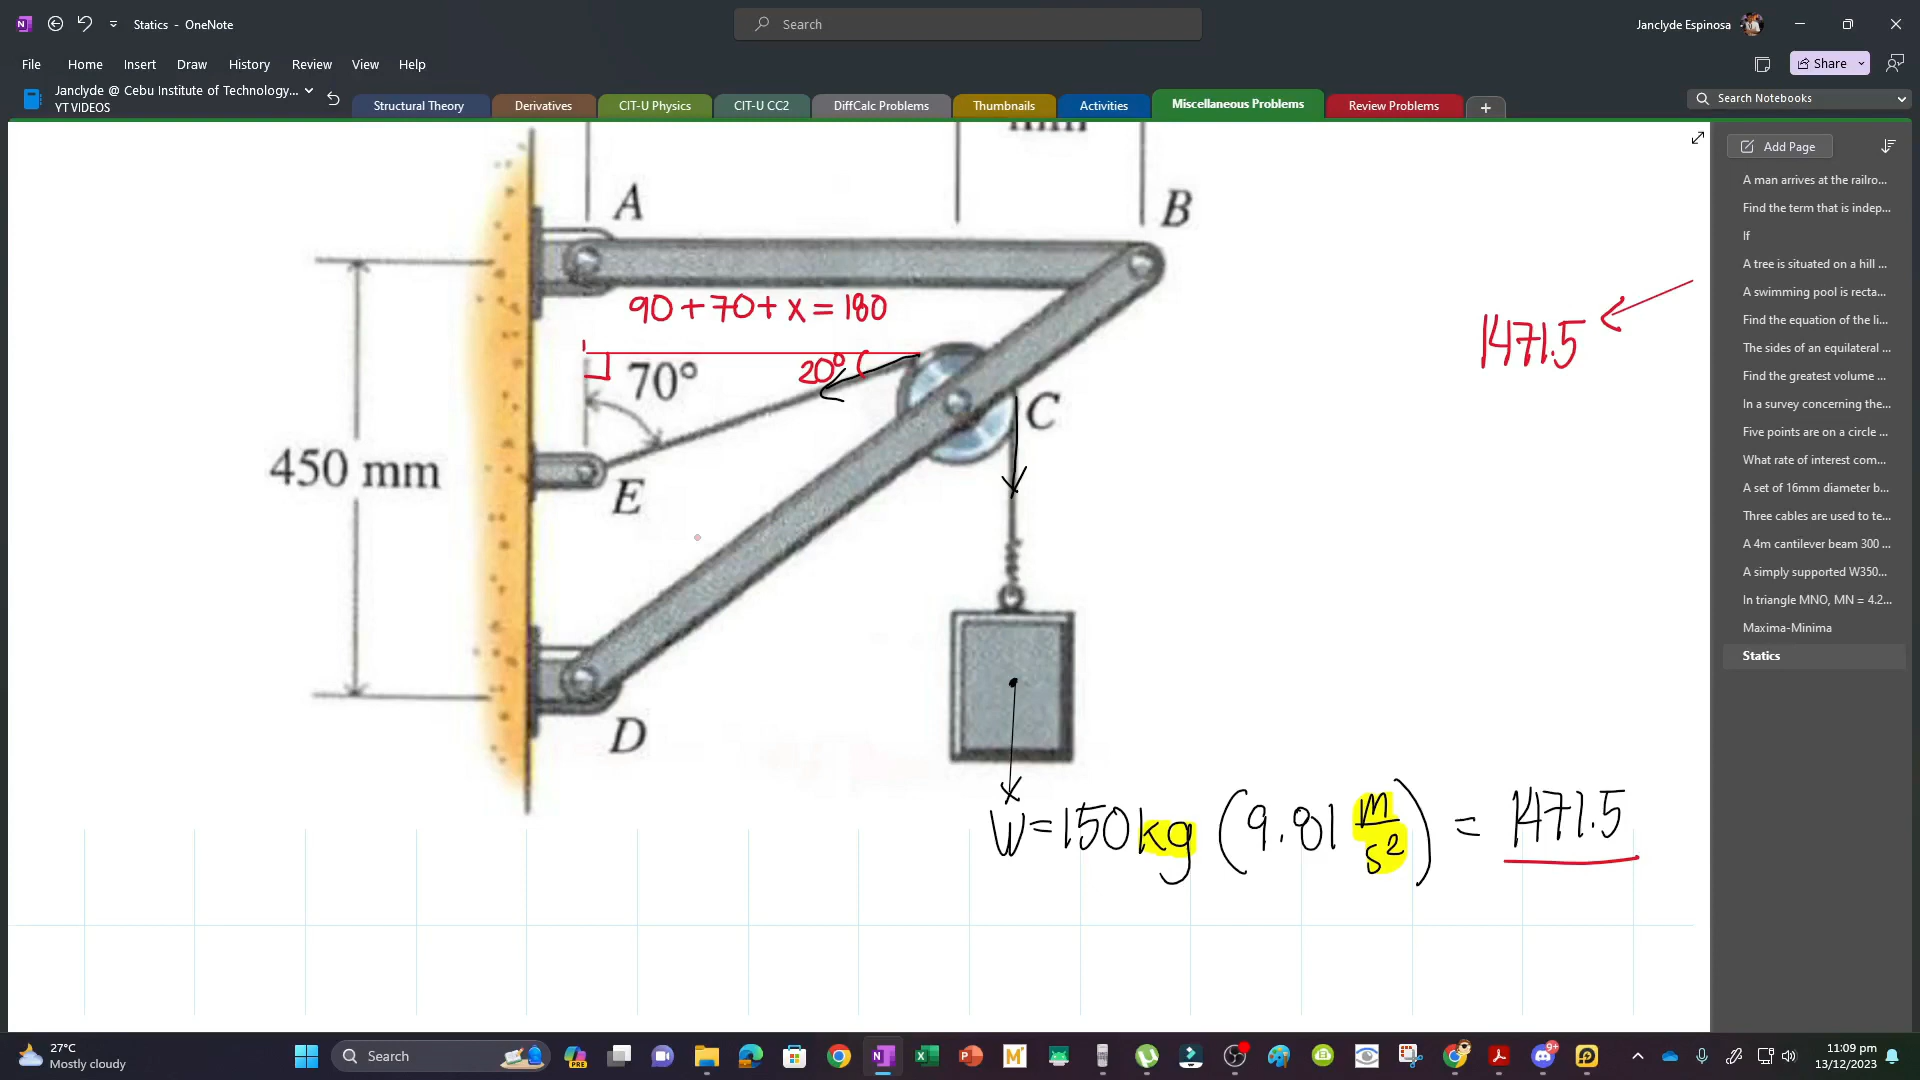 Statics - OneNote
Search
Janclyde Espinosa
File Home Insert Draw History Review View Help
Share
Janclyde @ Cebu Institute of Technology...
YT VIDEOS
Structural Theory
Derivatives
CIT-U Physics
CIT-U CC2
DiffCalc Problems
Thumbnails
Activities
Miscellaneous Problems
Review Problems
+
Search Notebooks
Add Page
A man arrives at the railro...
Find the term that is indep...
If
A tree is situated on a hill ...
A swimming pool is recta...
Find the equation of the li...
The sides of an equilateral ...
Find the greatest volume ...
In a survey concerning the...
Five points are on a circle ...
What rate of interest com...
A set of 16mm diameter b...
Three cables are used to te...
A 4m cantilever beam 300 ...
A simply supported W350...
In triangle MNO, MN = 4.2...
Maxima-Minima
Statics
mm
A
B
90 + 70 + x = 180
1471.5
20°
70°
C
450 mm
E
D
W = 150 kg (9.81 m/s²) = 1471.5
27°C
Mostly cloudy
Search
PRE
9+
11:09 pm
13/12/2023